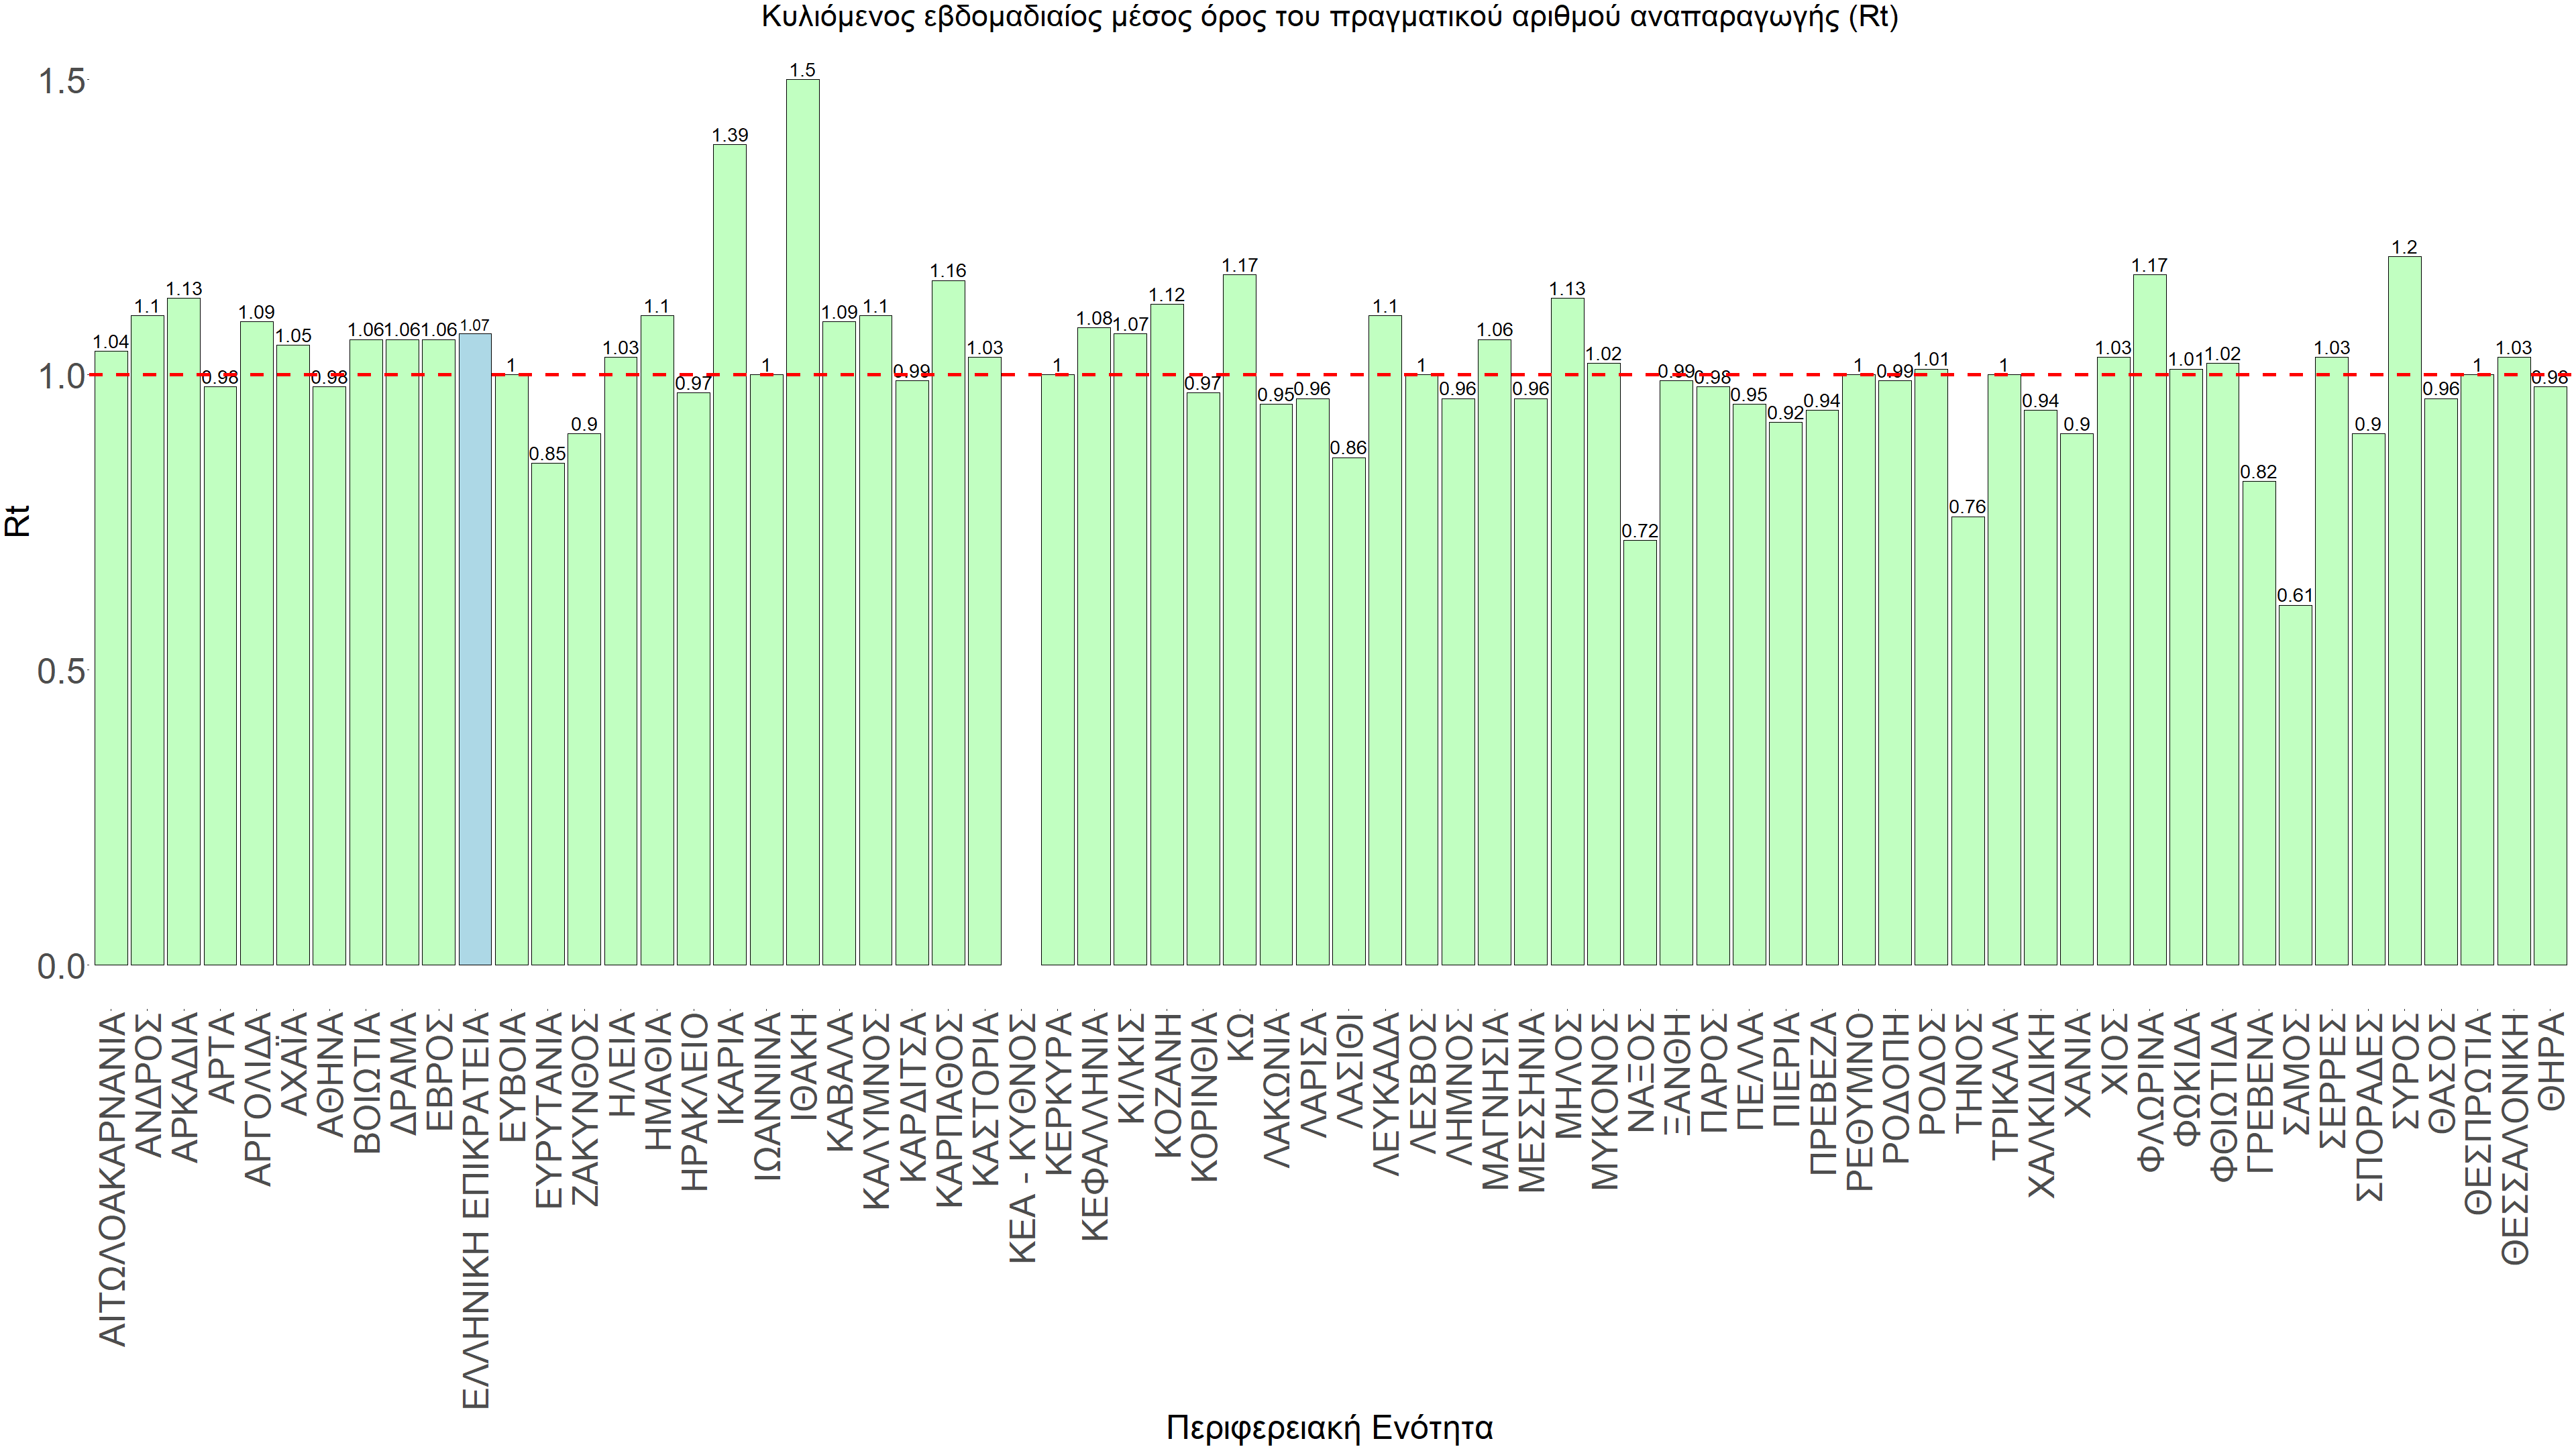 Κυλιόμενος εβδομαδιαίος μέσος όρος του πραγματικού αριθμού αναπαραγωγής (Rt)
1.5
1.0
0.5
0.0
Rt
1.04
1.1
1.13
0.98
1.09
1.05
0.98
1.06
1.06
1.06
1.07
1
0.85
0.9
1.03
1.1
0.97
1.39
1
1.5
1.09
1.1
0.99
1.16
1.03
1
1.08
1.07
1.12
0.97
1.17
0.95
0.96
0.86
1.1
1
0.96
1.06
0.96
1.13
1.02
0.72
0.99
0.98
0.95
0.92
0.94
1
0.99
1.01
0.76
1
0.94
0.9
1.03
1.17
1.01
1.02
0.82
0.61
1.03
0.9
1.2
0.96
1
1.03
0.98
ΑΙΤΩΛΟΑΚΑΡΝΑΝΙΑ
ΑΝΔΡΟΣ
ΑΡΚΑΔΙΑ
ΑΡΤΑ
ΑΡΓΟΛΙΔΑ
ΑΧΑΪΑ
ΑΘΗΝΑ
ΒΟΙΩΤΙΑ
ΔΡΑΜΑ
ΕΒΡΟΣ
ΕΛΛΗΝΙΚΗ ΕΠΙΚΡΑΤΕΙΑ
ΕΥΒΟΙΑ
ΕΥΡΥΤΑΝΙΑ
ΖΑΚΥΝΘΟΣ
ΗΛΕΙΑ
ΗΜΑΘΙΑ
ΗΡΑΚΛΕΙΟ
ΙΚΑΡΙΑ
ΙΩΑΝΝΙΝΑ
ΙΘΑΚΗ
ΚΑΒΑΛΑ
ΚΑΛΥΜΝΟΣ
ΚΑΡΔΙΤΣΑ
ΚΑΡΠΑΘΟΣ
ΚΑΣΤΟΡΙΑ
ΚΕΑ - ΚΥΘΝΟΣ
ΚΕΡΚΥΡΑ
ΚΕΦΑΛΛΗΝΙΑ
ΚΙΛΚΙΣ
ΚΟΖΑΝΗ
ΚΟΡΙΝΘΙΑ
ΚΩ
ΛΑΚΩΝΙΑ
ΛΑΡΙΣΑ
ΛΑΣΙΘΙ
ΛΕΥΚΑΔΑ
ΛΕΣΒΟΣ
ΛΗΜΝΟΣ
ΜΑΓΝΗΣΙΑ
ΜΕΣΣΗΝΙΑ
ΜΗΛΟΣ
ΜΥΚΟΝΟΣ
ΝΑΞΟΣ
ΞΑΝΘΗ
ΠΑΡΟΣ
ΠΕΛΛΑ
ΠΙΕΡΙΑ
ΠΡΕΒΕΖΑ
ΡΕΘΥΜΝΟ
ΡΟΔΟΠΗ
ΡΟΔΟΣ
ΤΗΝΟΣ
ΤΡΙΚΑΛΑ
ΧΑΛΚΙΔΙΚΗ
ΧΑΝΙΑ
ΧΙΟΣ
ΦΛΩΡΙΝΑ
ΦΩΚΙΔΑ
ΦΘΙΩΤΙΔΑ
ΓΡΕΒΕΝΑ
ΣΑΜΟΣ
ΣΕΡΡΕΣ
ΣΠΟΡΑΔΕΣ
ΣΥΡΟΣ
ΘΑΣΟΣ
ΘΕΣΠΡΩΤΙΑ
ΘΕΣΣΑΛΟΝΙΚΗ
ΘΗΡΑ
Περιφερειακή Ενότητα